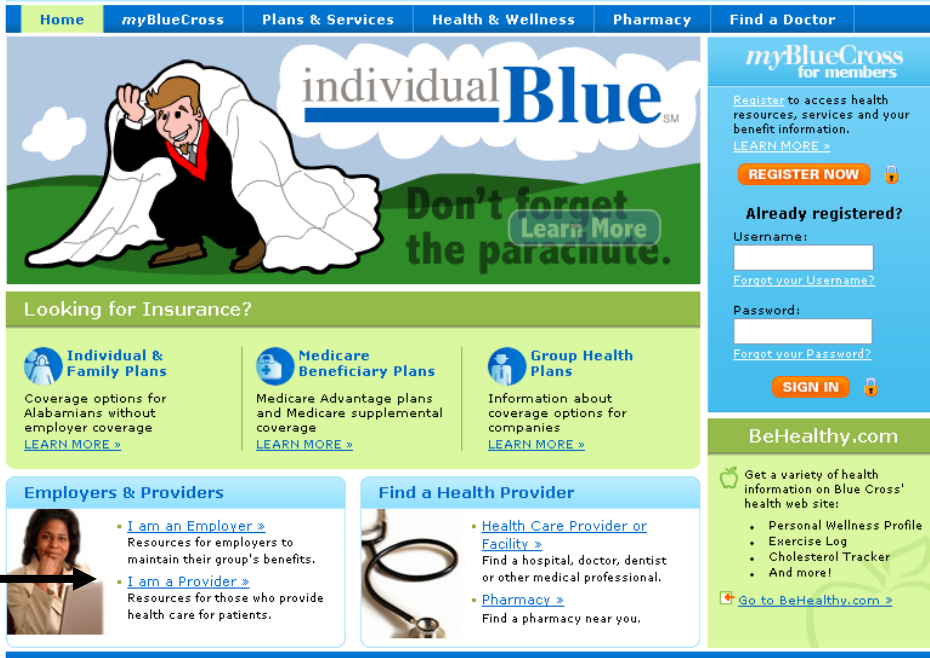 Home myBlueCross Plans & Services Health & Wellness Pharmacy Find a Doctor
individual Blue SM
Don't forget
the parachute.
Learn More
myBlueCross
for members
Register to access health
resources, services and your
benefit information.
LEARN MORE »
REGISTER NOW
Already registered?
Username:
Forgot your Username?
Password:
Forgot your Password?
SIGN IN
Looking for Insurance?
Individual &
Family Plans
Coverage options for
Alabamians without
employer coverage
LEARN MORE »
Medicare
Beneficiary Plans
Medicare Advantage plans
and Medicare supplemental
coverage
LEARN MORE »
Group Health
Plans
Information about
coverage options for
companies
LEARN MORE »
Employers & Providers
I am an Employer »
Resources for employers to
maintain their group's benefits.
I am a Provider »
Resources for those who provide
health care for patients.
Find a Health Provider
Health Care Provider or
Facility »
Find a hospital, doctor, dentist
or other medical professional.
Pharmacy »
Find a pharmacy near you.
BeHealthy.com
Get a variety of health
information on Blue Cross'
health web site:
Personal Wellness Profile
Exercise Log
Cholesterol Tracker
And more!
Go to BeHealthy.com »